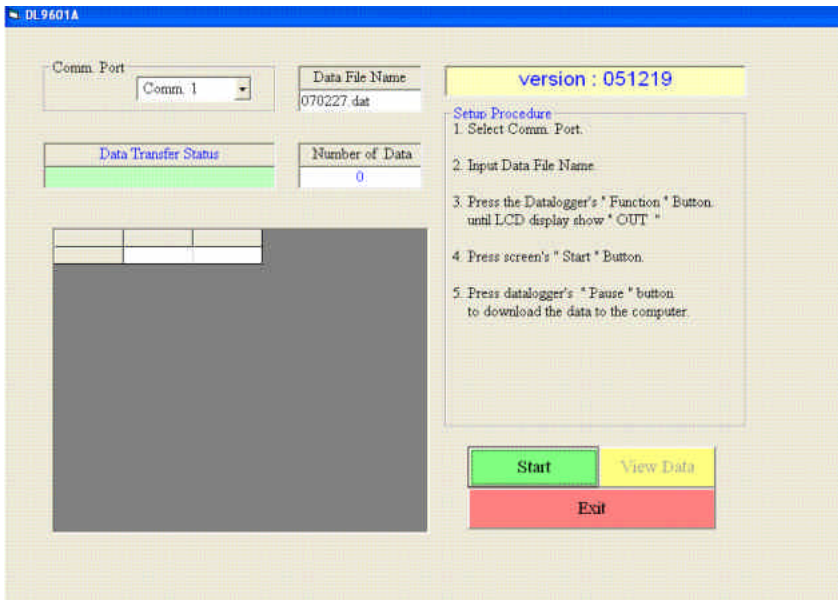 DL9601A
Comm. Port
Comm. 1
Data File Name
070227.dat
version : 051219
Data Transfer Status
Number of Data
0
Setup Procedure
1. Select Comm. Port.
2. Input Data File Name.
3. Press the Datalogger's " Function " Button.
until LCD display show " OUT "
4. Press screen's " Start " Button.
5. Press datalogger's " Pause " button
to download the data to the computer.
Start
View Data
Exit